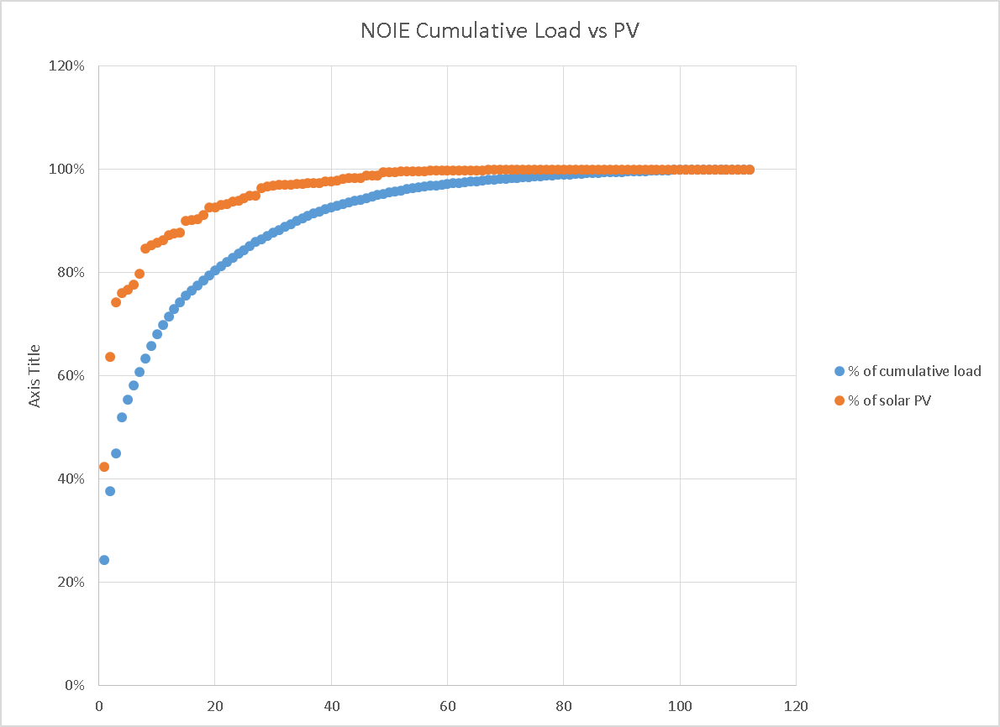 NOIE Cumulative Load vs PV
120%
100%
80%
60%
40%
20%
0%
Axis Title
0 20 40 60 80 100 120
% of cumulative load
% of solar PV